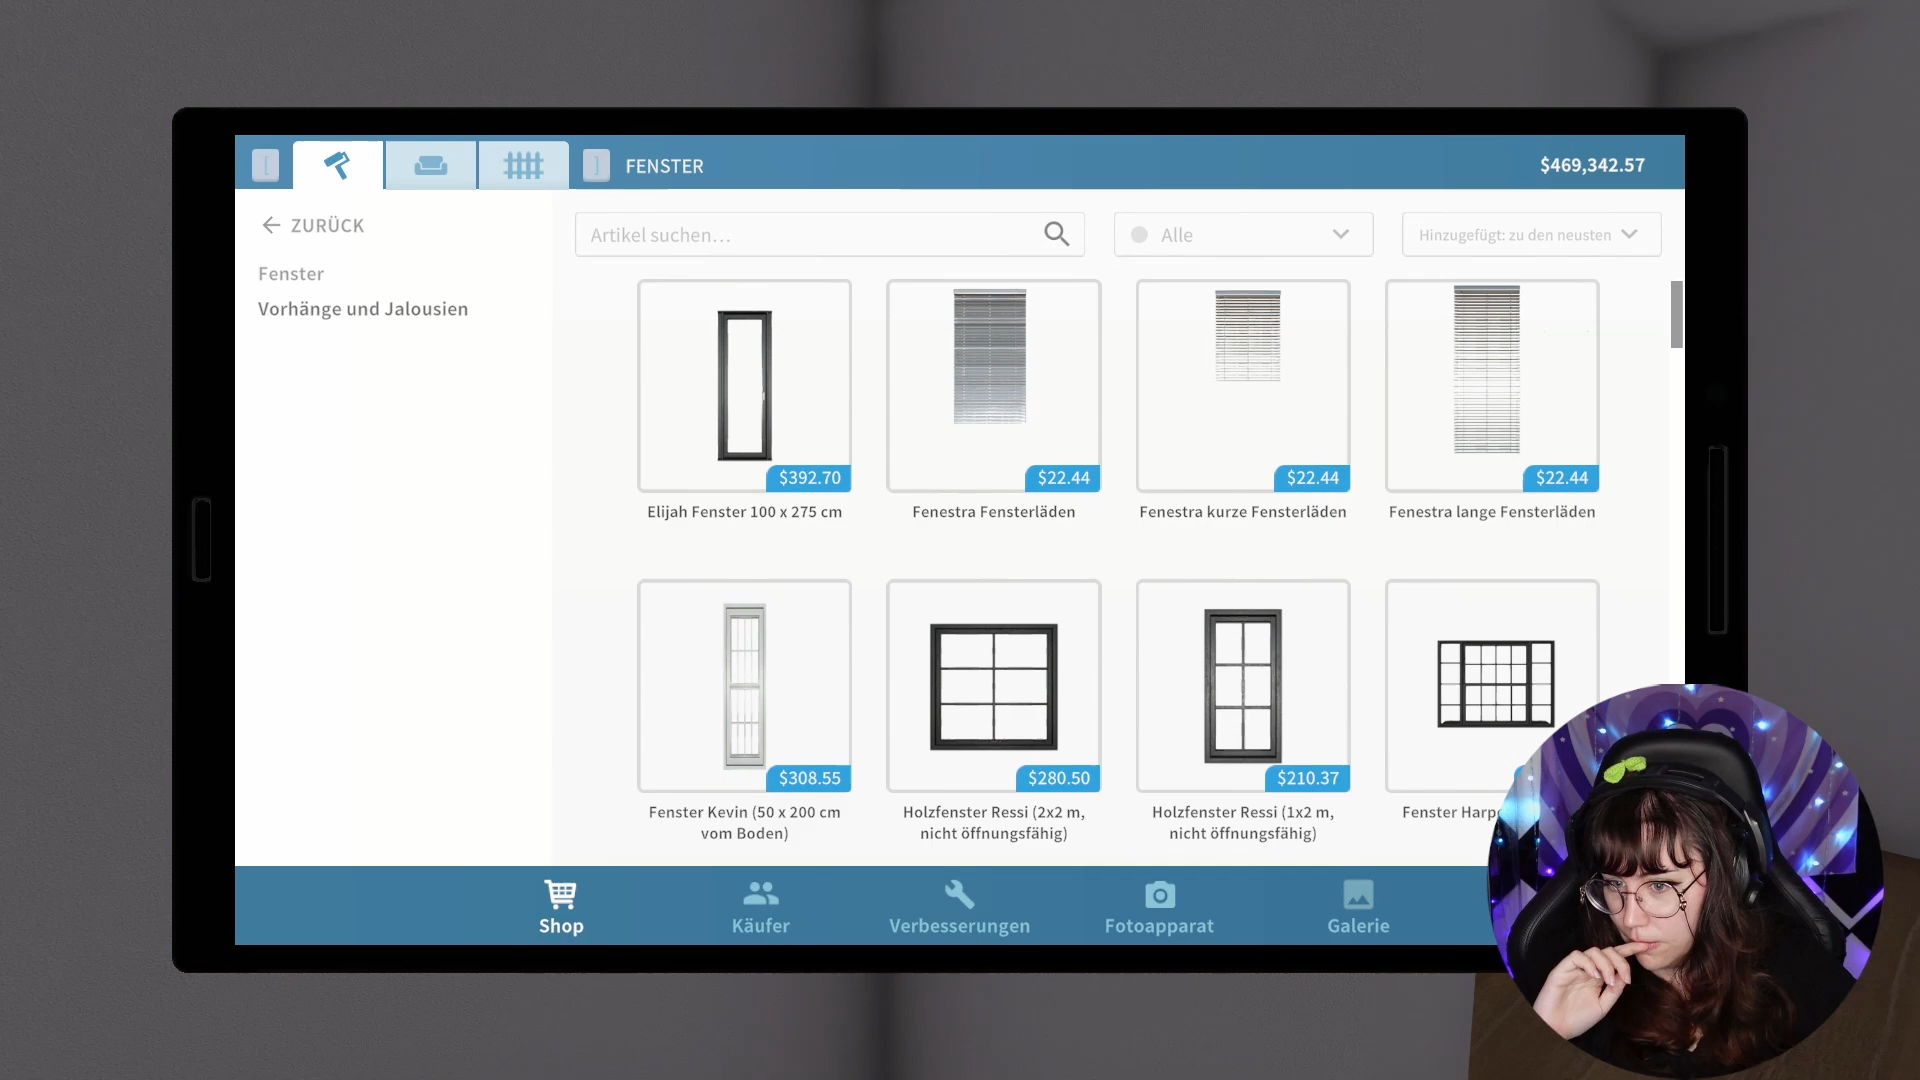 [
]
FENSTER
$469,342.57
ZURÜCK
Fenster
Vorhänge und Jalousien
Artikel suchen...
Alle
Hinzugefügt: zu den neusten
$392.70
$22.44
$22.44
$22.44
Elijah Fenster 100 x 275 cm
Fenestra Fensterläden
Fenestra kurze Fensterläden
Fenestra lange Fensterläden
$308.55
$280.50
$210.37
Fenster Kevin (50 x 200 cm
vom Boden)
Holzfenster Ressi (2x2 m,
nicht öffnungsfähig)
Holzfenster Ressi (1x2 m,
nicht öffnungsfähig)
Fenster
Shop
Käufer
Verbesserungen
Fotoapparat
Galerie